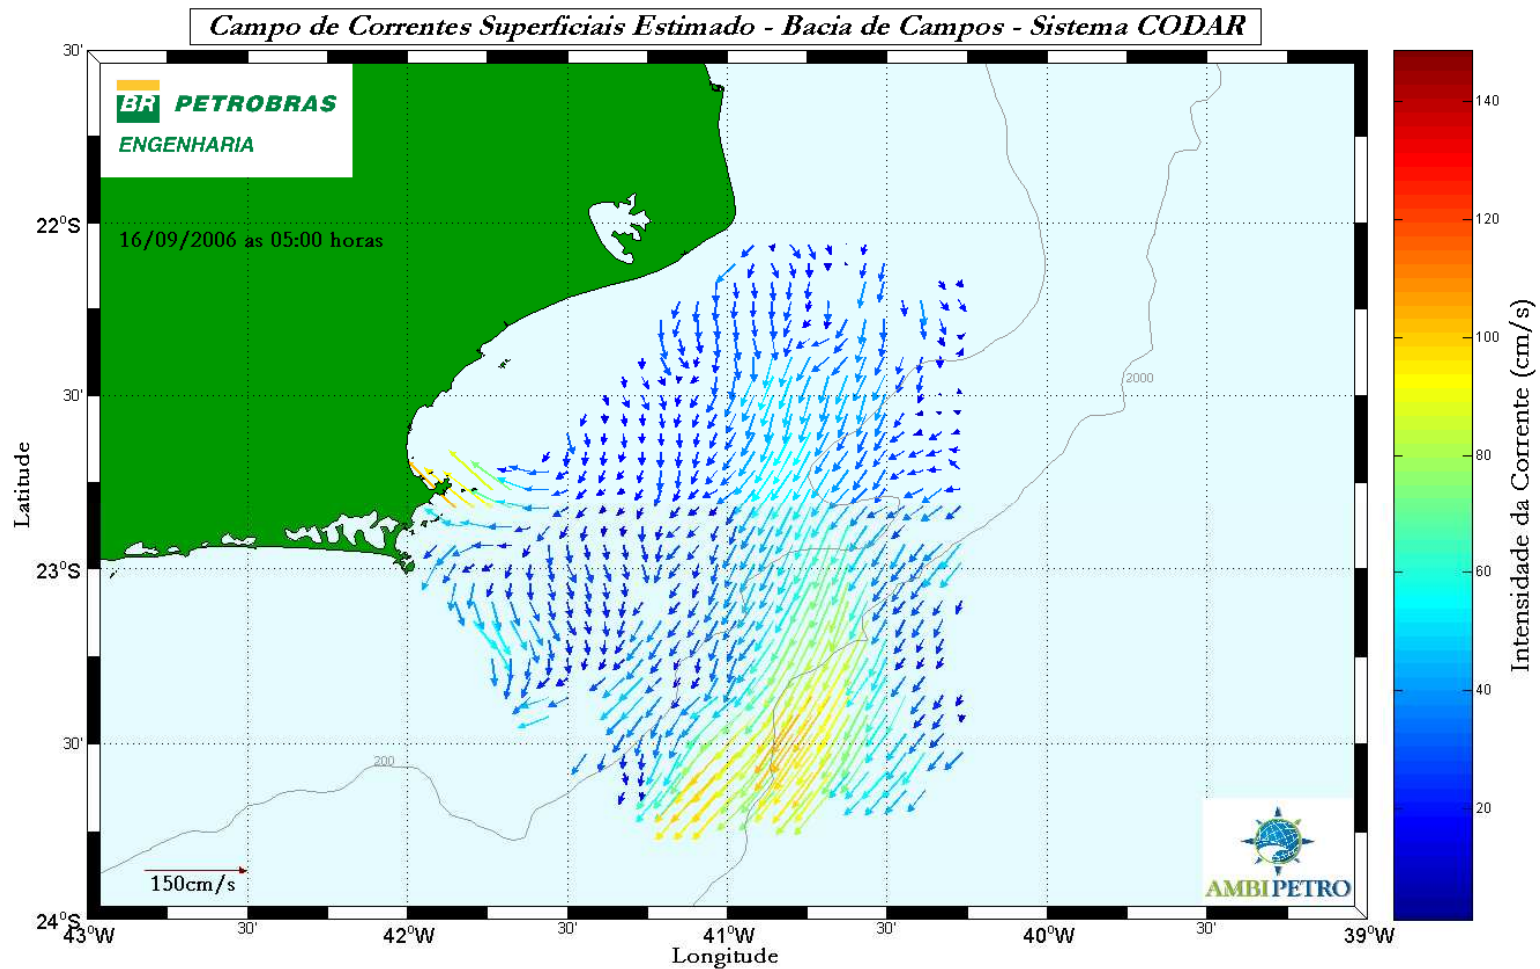 Campo de Correntes Superficiais Estimado - Bacia de Campos - Sistema CODAR
BR PETROBRAS
ENGENHARIA
16/09/2006 as 05:00 horas
30'
22°S
30'
23°S
30'
24°S
Latitude
2000
200
150cm/s
AMBIPETRO
43°W 30' 42°W 30' 41°W 30' 40°W 30' 39°W
Longitude
140
120
100
80
60
40
20
Intensidade da Corrente (cm/s)